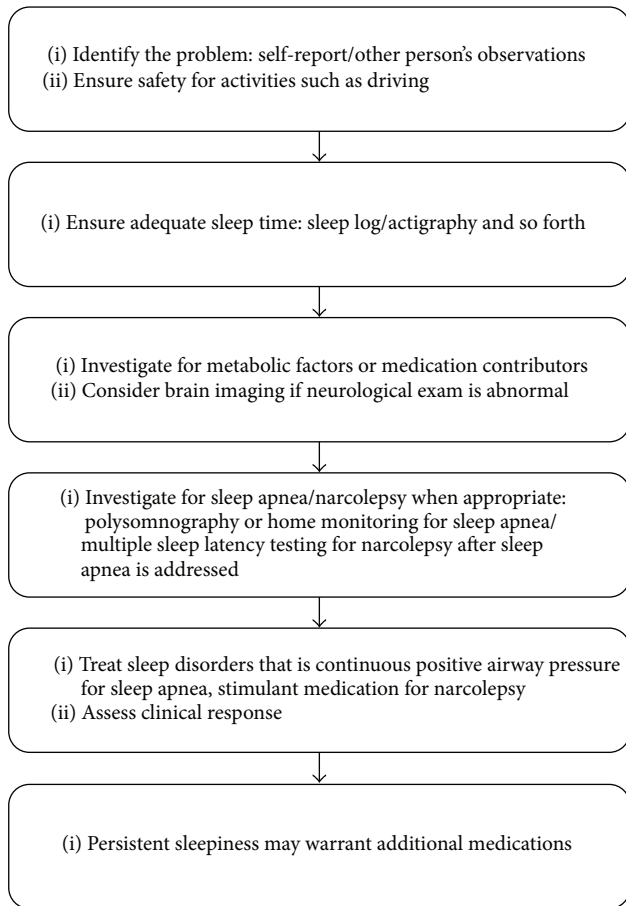 (i) Identify the problem: self-report/other person’s observations
(ii) Ensure safety for activities such as driving
(i) Ensure adequate sleep time: sleep log/actigraphy and so forth
(i) Investigate for metabolic factors or medication contributors
(ii) Consider brain imaging if neurological exam is abnormal
(i) Investigate for sleep apnea/narcolepsy when appropriate:
polysomnography or home monitoring for sleep apnea/
multiple sleep latency testing for narcolepsy after sleep
apnea is addressed
(i) Treat sleep disorders that is continuous positive airway pressure
for sleep apnea, stimulant medication for narcolepsy
(ii) Assess clinical response
(i) Persistent sleepiness may warrant additional medications